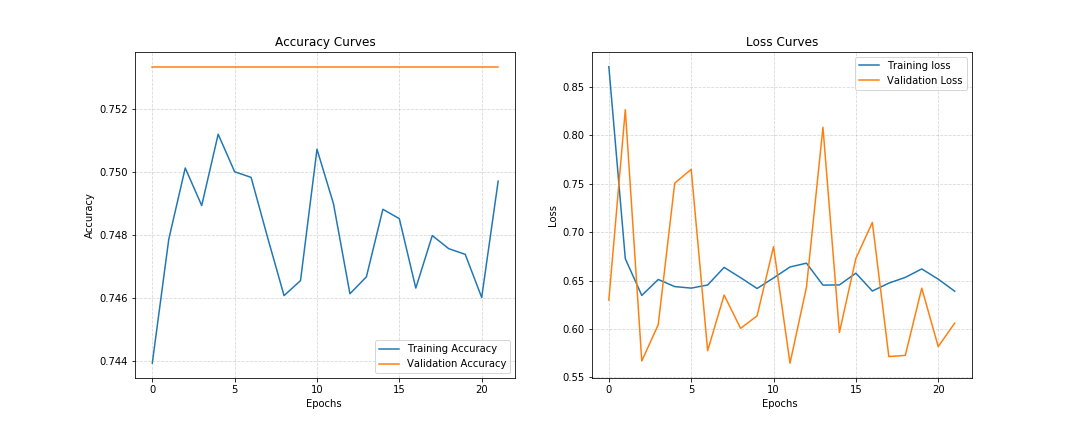 Accuracy Curves
0.752
0.750
0.748
0.746
0.744
Accuracy
0 5 10 15 20
Epochs
Training Accuracy
Validation Accuracy
Loss Curves
0.85
0.80
0.75
0.70
0.65
0.60
0.55
Loss
0 5 10 15 20
Epochs
Training loss
Validation Loss